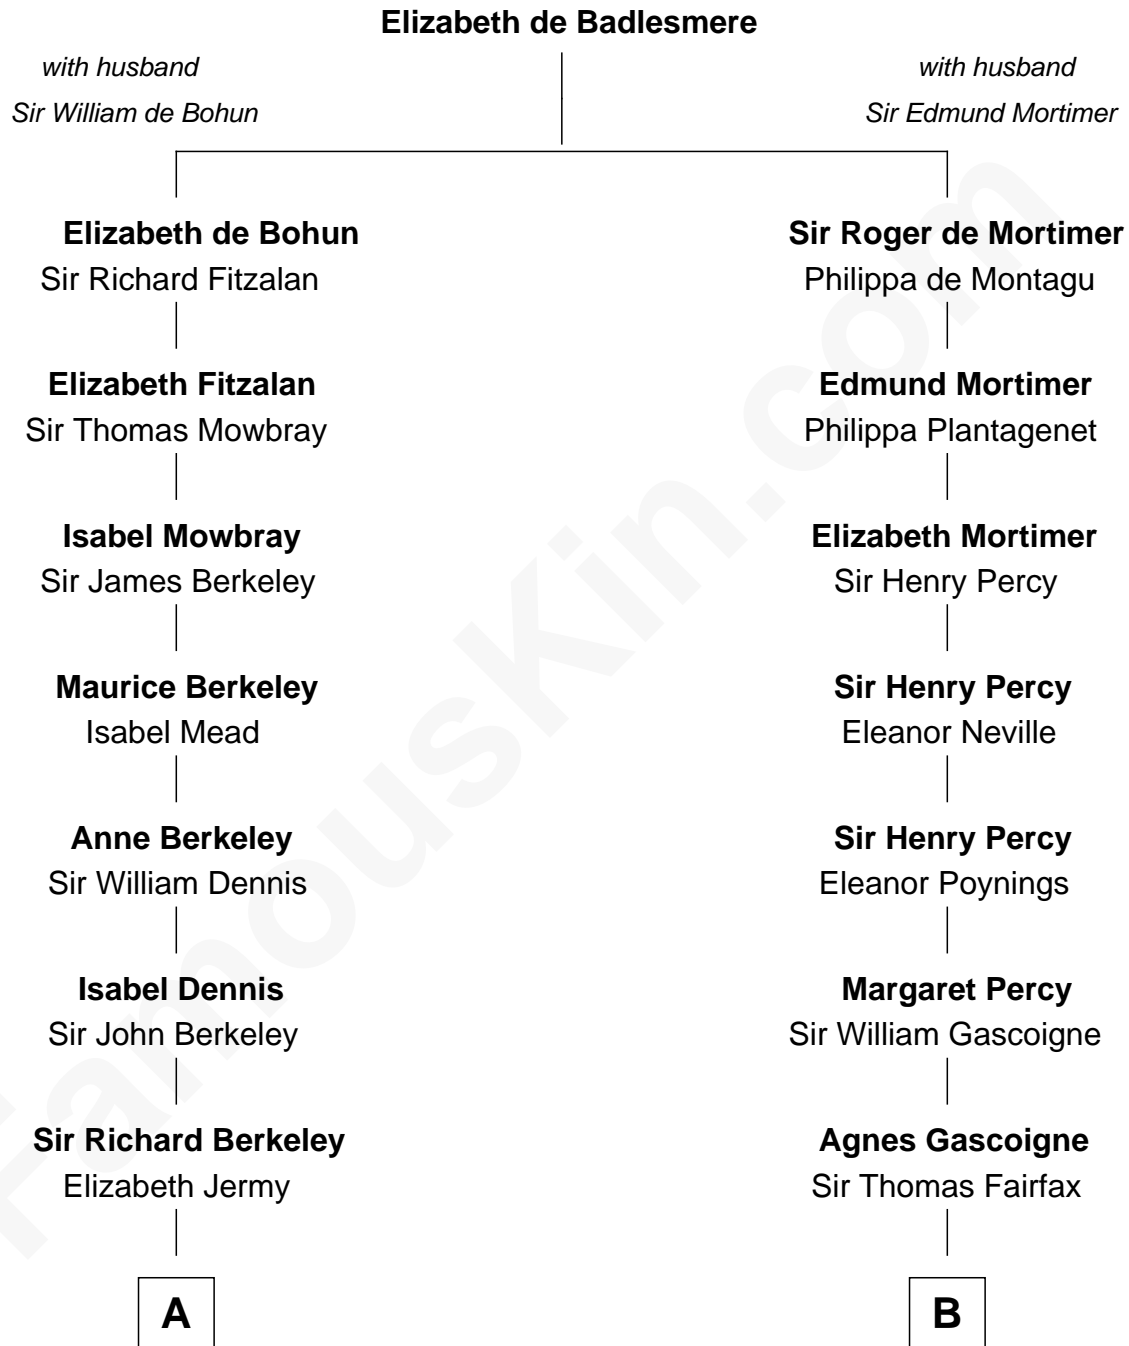 Elizabeth de Badlesmere
with husband
Sir William de Bohun
with husband
Sir Edmund Mortimer
Elizabeth de Bohun
Sir Richard Fitzalan
Sir Roger de Mortimer
Philippa de Montagu
Elizabeth Fitzalan
Sir Thomas Mowbray
Edmund Mortimer
Philippa Plantagenet
Isabel Mowbray
Sir James Berkeley
Elizabeth Mortimer
Sir Henry Percy
Maurice Berkeley
Isabel Mead
Sir Henry Percy
Eleanor Neville
Anne Berkeley
Sir William Dennis
Sir Henry Percy
Eleanor Poynings
Isabel Dennis
Sir John Berkeley
Margaret Percy
Sir William Gascoigne
Sir Richard Berkeley
Elizabeth Jermy
Agnes Gascoigne
Sir Thomas Fairfax
A
B
FamousKin.com